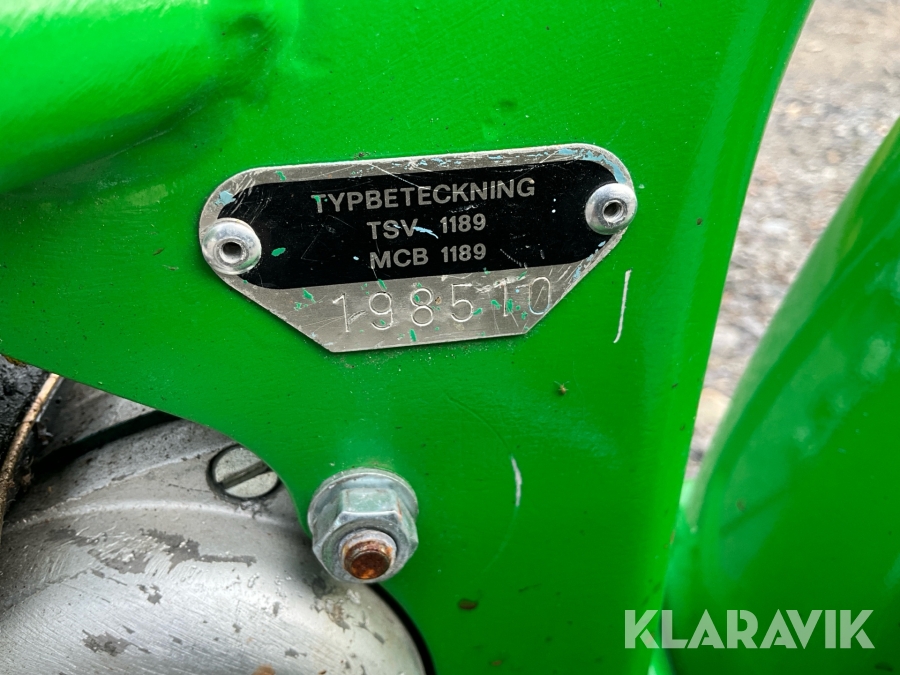 TYPBETECKNING
TSV 1189
MCB 1189
198510
KLARAVIK